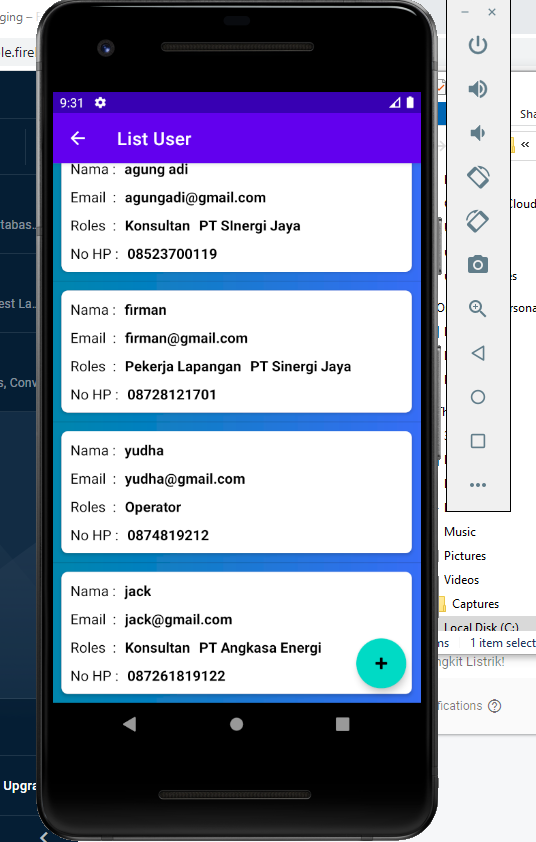 ging –
le.fire
Sha
9:31
List User
«
Nama : agung adi
Email : agungadi@gmail.com
Cloud
Roles : Konsultan PT SInergi Jaya
tabas...
No HP : 08523700119
es
est La...
Nama : firman
ersona
Email : firman@gmail.com
Roles : Pekerja Lapangan PT Sinergi Jaya
s, Conv
No HP : 08728121701
Nama : yudha
Email : yudha@gmail.com
Roles : Operator
No HP : 0874819212
Music
Pictures
Videos
Captures
Nama : jack
Email : jack@gmail.com
Local Disk (C:)
Roles : Konsultan PT Angkasa Energi
ms 1 item select
ngkit Listrik!
No HP : 087261819122
+
fications ?
Upgra